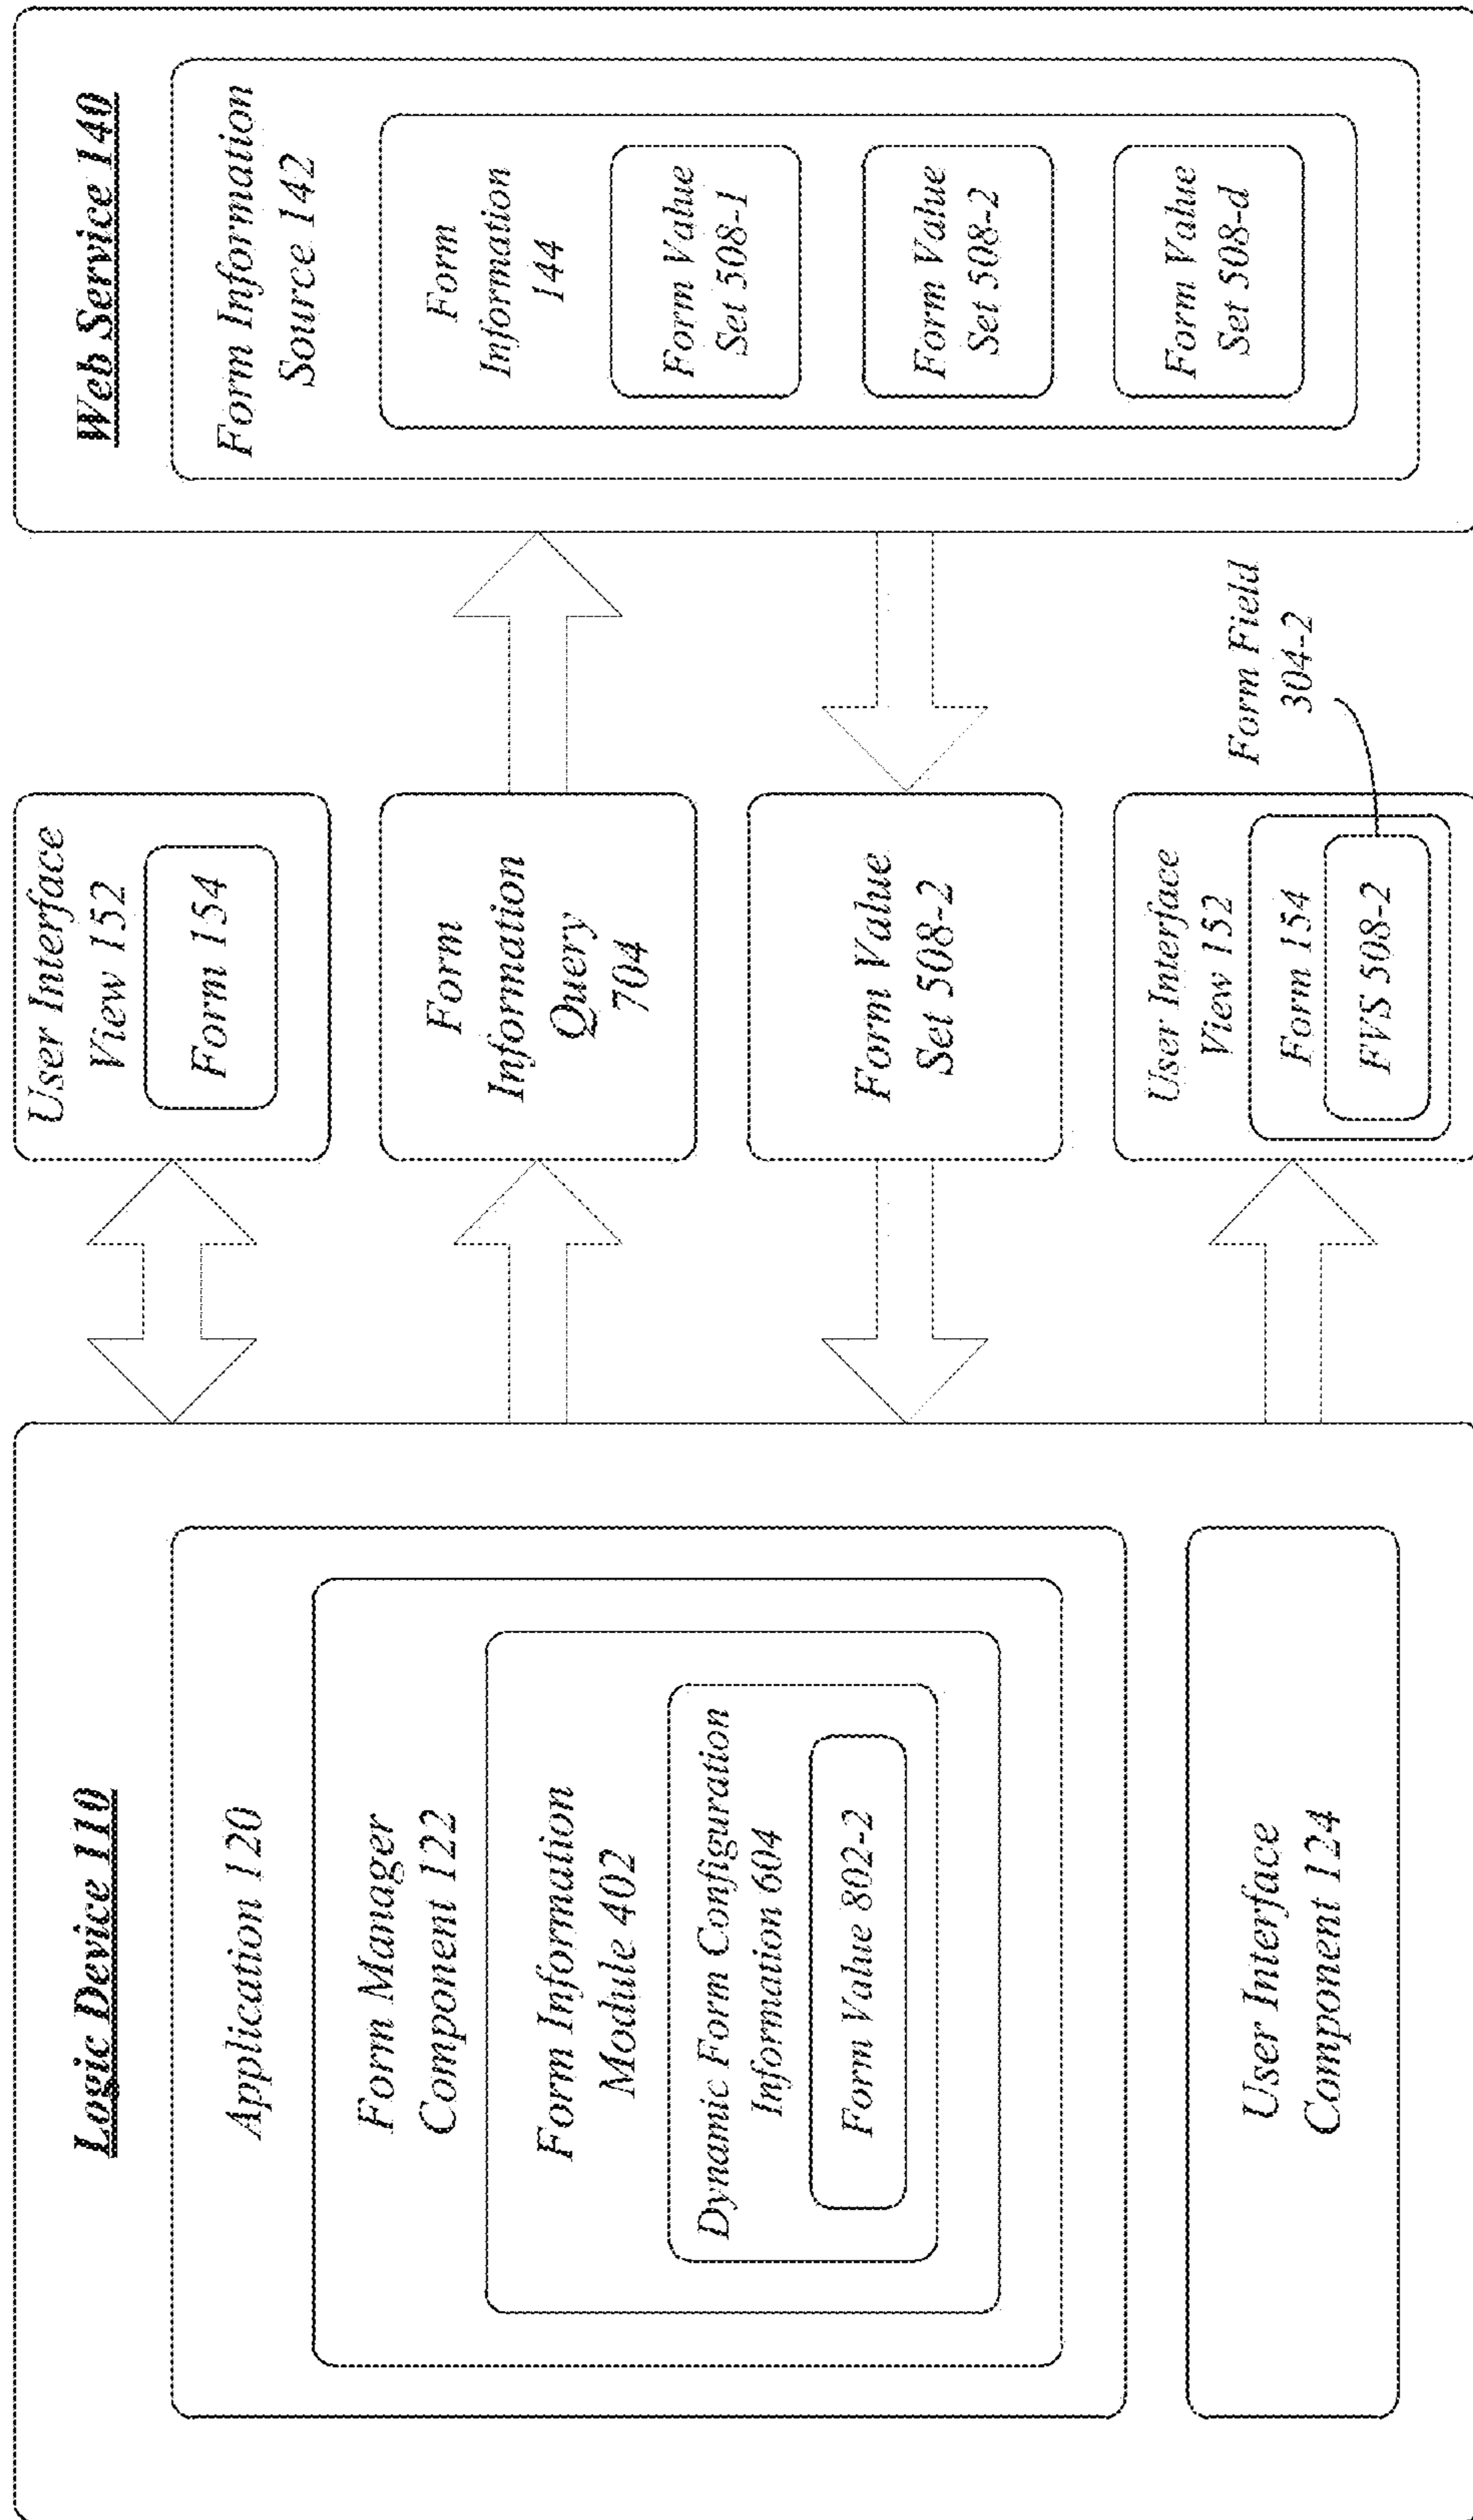 Logic Device 110
Application 120
Form Manager
Component 122
Form Information
Module 402
Dynamic Form Configuration
Information 604
Form Value 802-2
User Interface
Component 124
User Interface
View 152
Form 154
Form
Information
Query
704
Form Value
Set 508-2
User Interface
View 152
Form 154
FVS 508-2
Form Field
304-2
Web Service 140
Form Information
Source 142
Form
Information
144
Form Value
Set 508-1
Form Value
Set 508-2
Form Value
Set 508-d